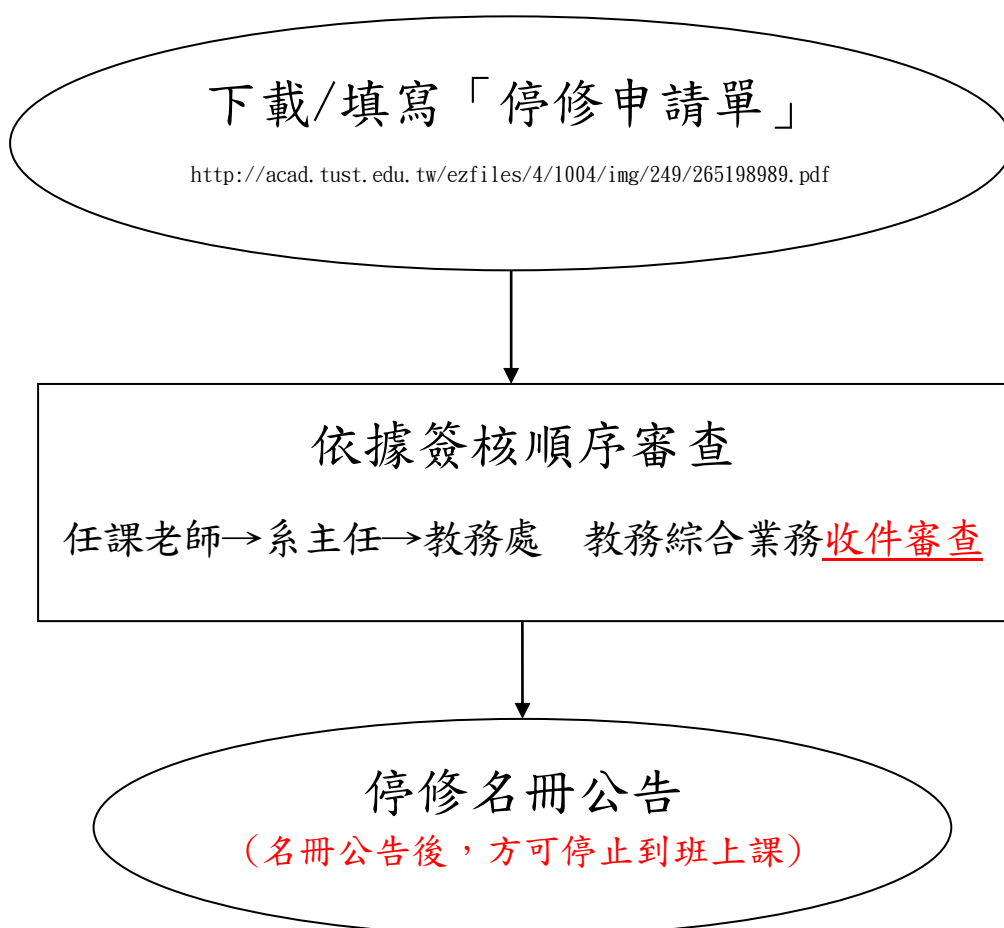 下載/填寫「停修申請單」
http://acad.tust.edu.tw/ezfiles/4/1004/img/249/265198989.pdf
依據簽核順序審查
任課老師→系主任→教務處　教務綜合業務收件審查
停修名冊公告
(名冊公告後，方可停止到班上課)